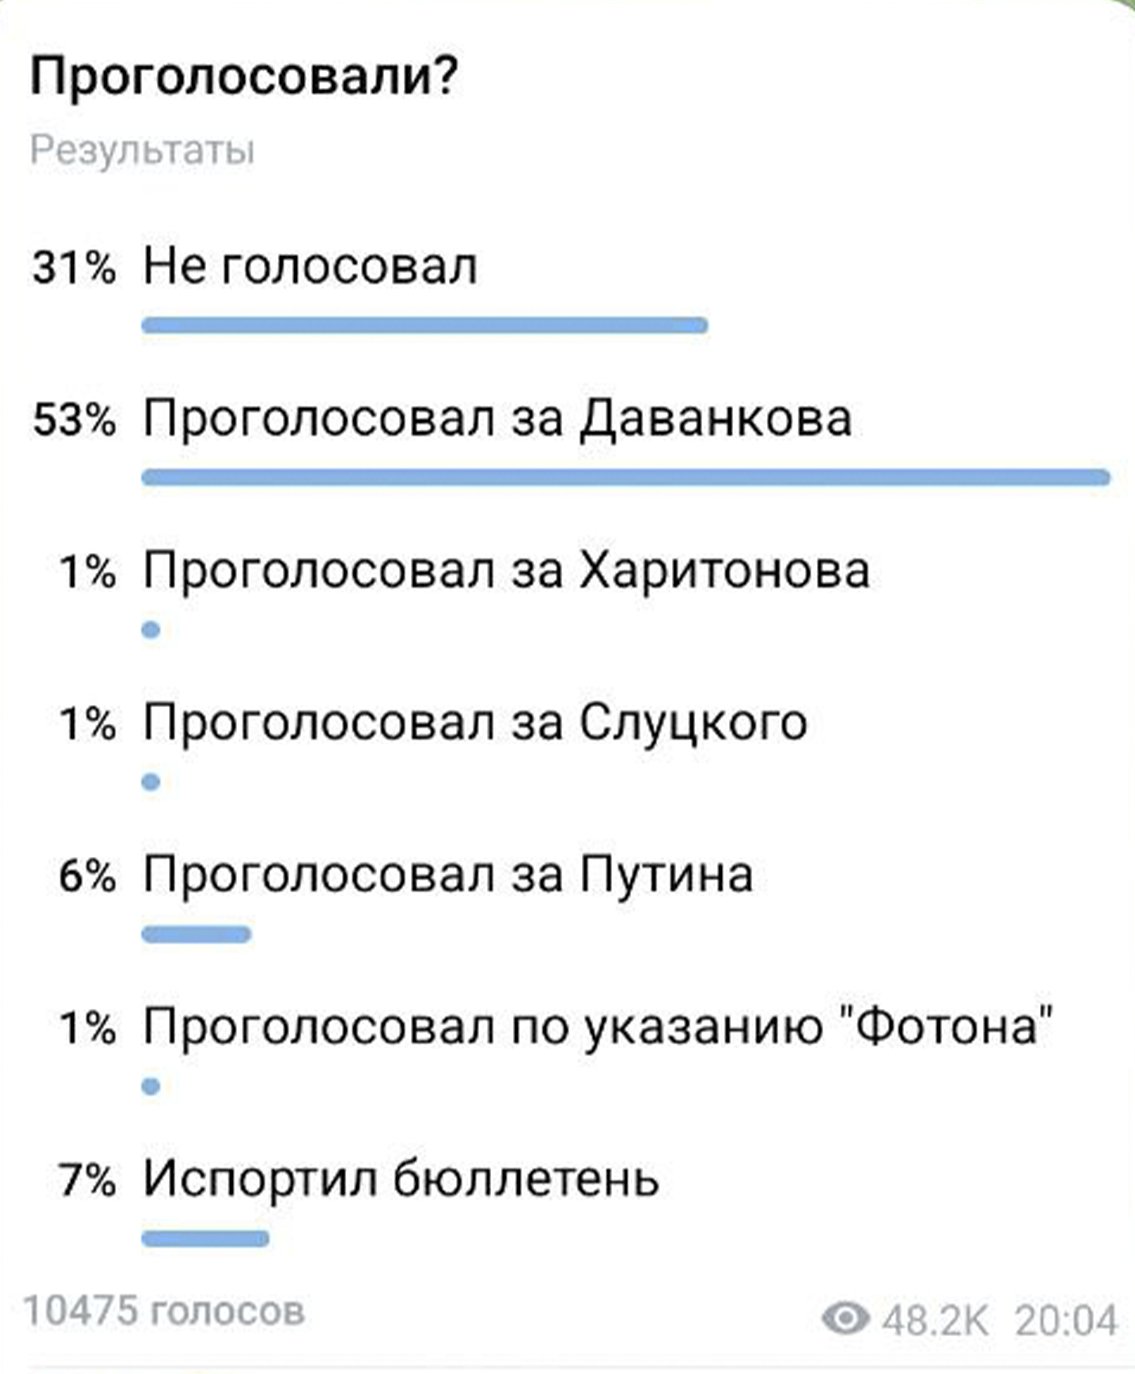 Проголосовали?
Результаты
31% Не голосовал
53% Проголосовал за Даванкова
1% Проголосовал за Харитонова
1% Проголосовал за Слуцкого
6% Проголосовал за Путина
1% Проголосовал по указанию "Фотона"
7% Испортил бюллетень
10475 голосов 48.2K 20:04